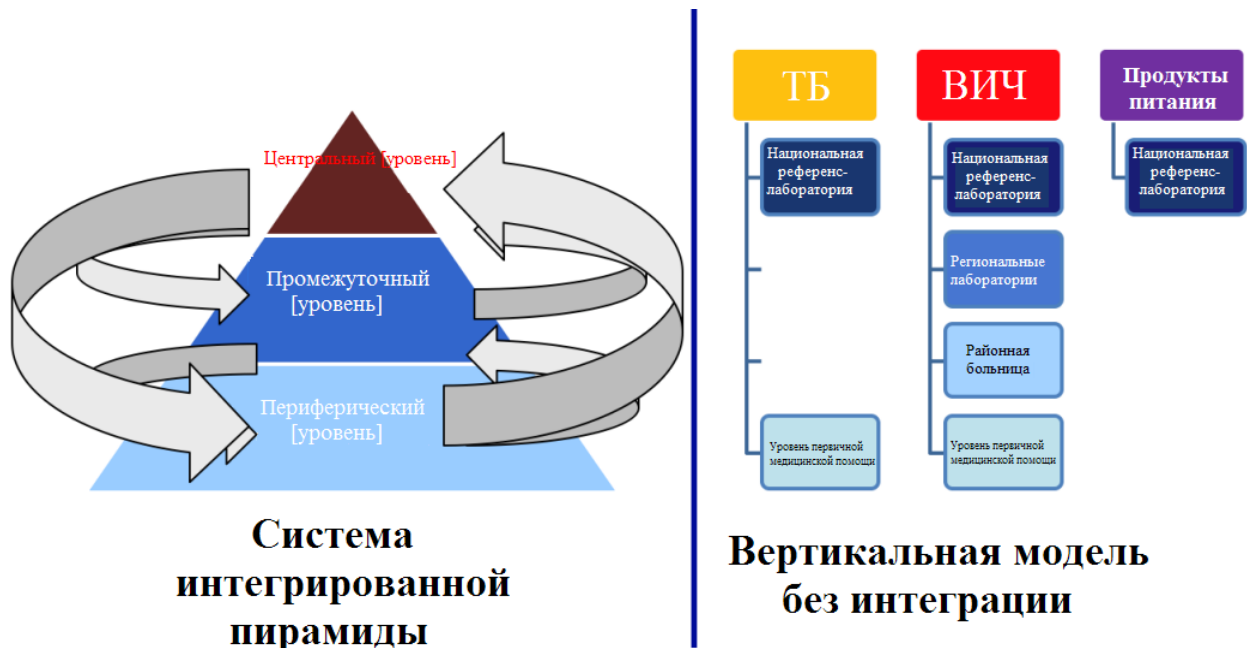 Центральный [уровень]
Промежуточный
[уровень]
Периферический
[уровень]
Система
интегрированной
пирамиды
ТБ
Национальная
референс-
лаборатория
Уровень первичной
медицинской помощи
ВИЧ
Национальная
референс-
лаборатория
Региональные
лаборатории
Районная
больница
Уровень первичной
медицинской помощи
Продукты
питания
Национальная
референс-
лаборатория
Вертикальная модель
без интеграции